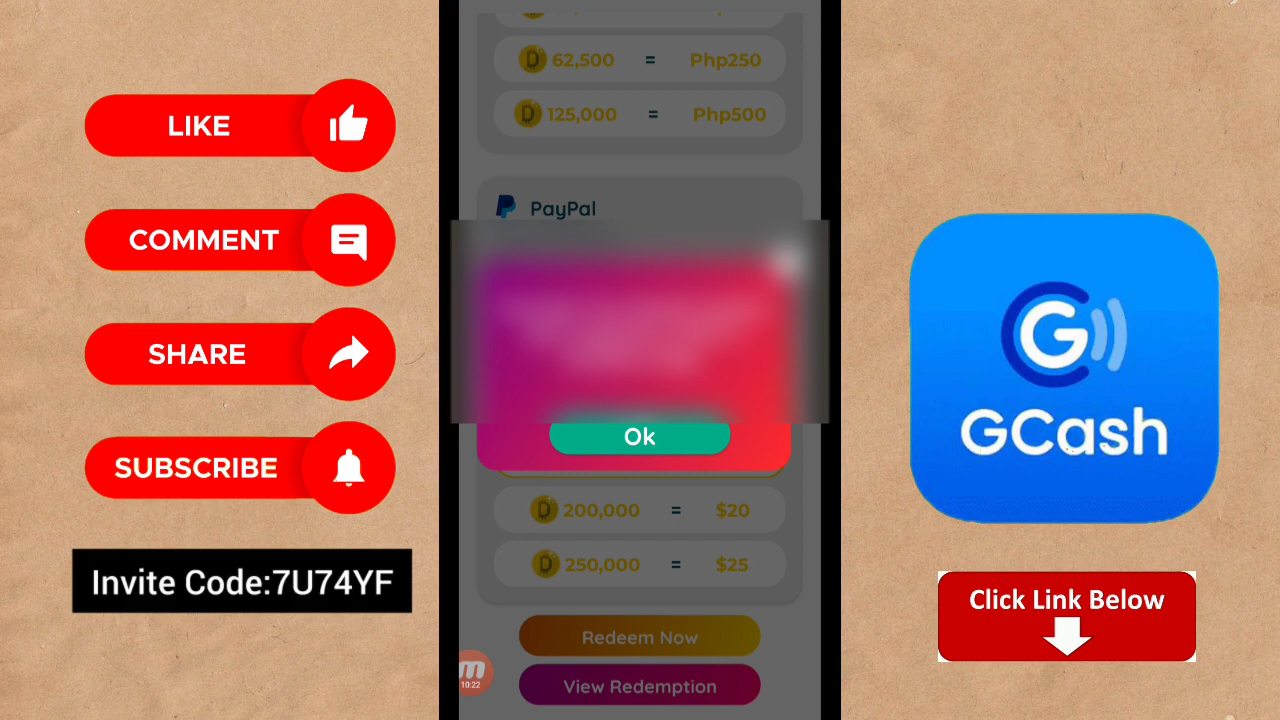 LIKE
COMMENT
SHARE
SUBSCRIBE
Invite Code:7U74YF
62,500 = Php250
125,000 = Php500
PayPal
Ok
200,000 = $20
250,000 = $25
Redeem Now
View Redemption
10:22
GCash
Click Link Below